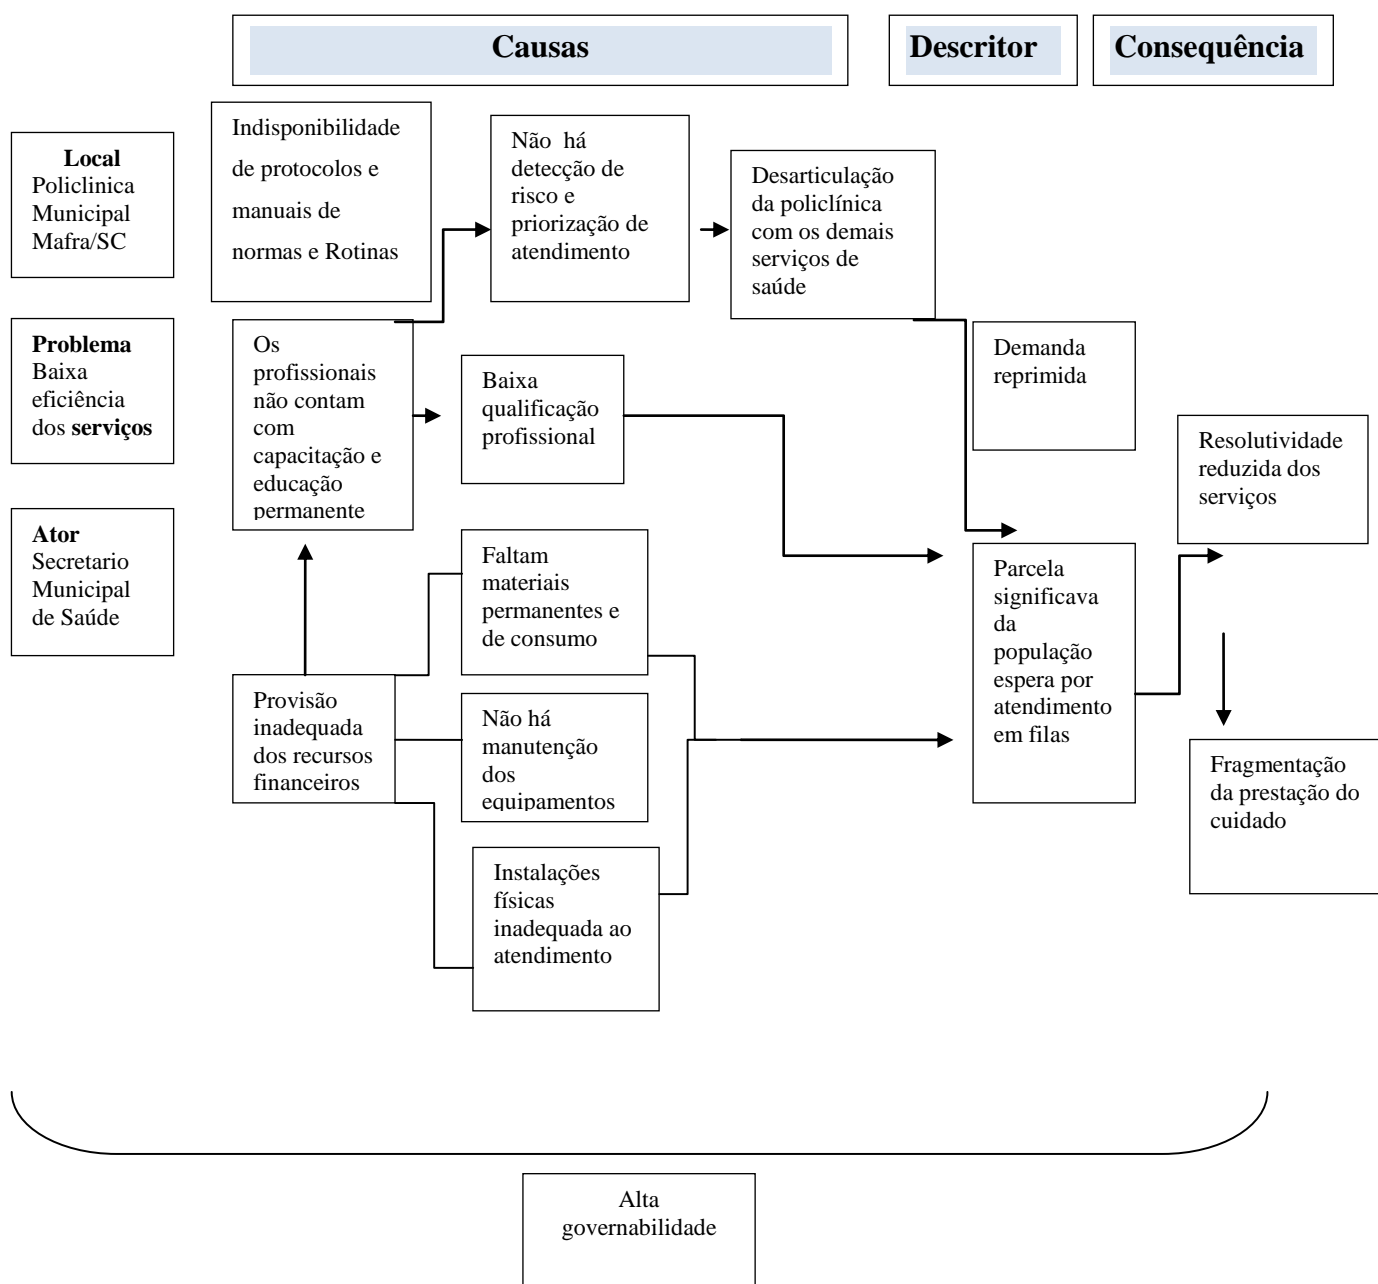 Causas
Descritor
Consequência
Local
Policlinica
Municipal
Mafra/SC
Problema
Baixa
eficiência
dos serviços
Ator
Secretario
Municipal
de Saúde
Indisponibilidade
de protocolos e
manuais de
normas e Rotinas
Não há
detecção de
risco e
priorização de
atendimento
Desarticulação
da policlínica
com os demais
serviços de
saúde
Os
profissionais
não contam
com
capacitação e
educação
permanente
Baixa
qualificação
profissional
Demanda
reprimida
Resolutividade
reduzida dos
serviços
Faltam
materiais
permanentes e
de consumo
Parcela
significava
da
população
espera por
atendimento
em filas
Provisão
inadequada
dos recursos
financeiros
Não há
manutenção
dos
equipamentos
Fragmentação
da prestação do
cuidado
Instalações
físicas
inadequada ao
atendimento
Alta
governabilidade